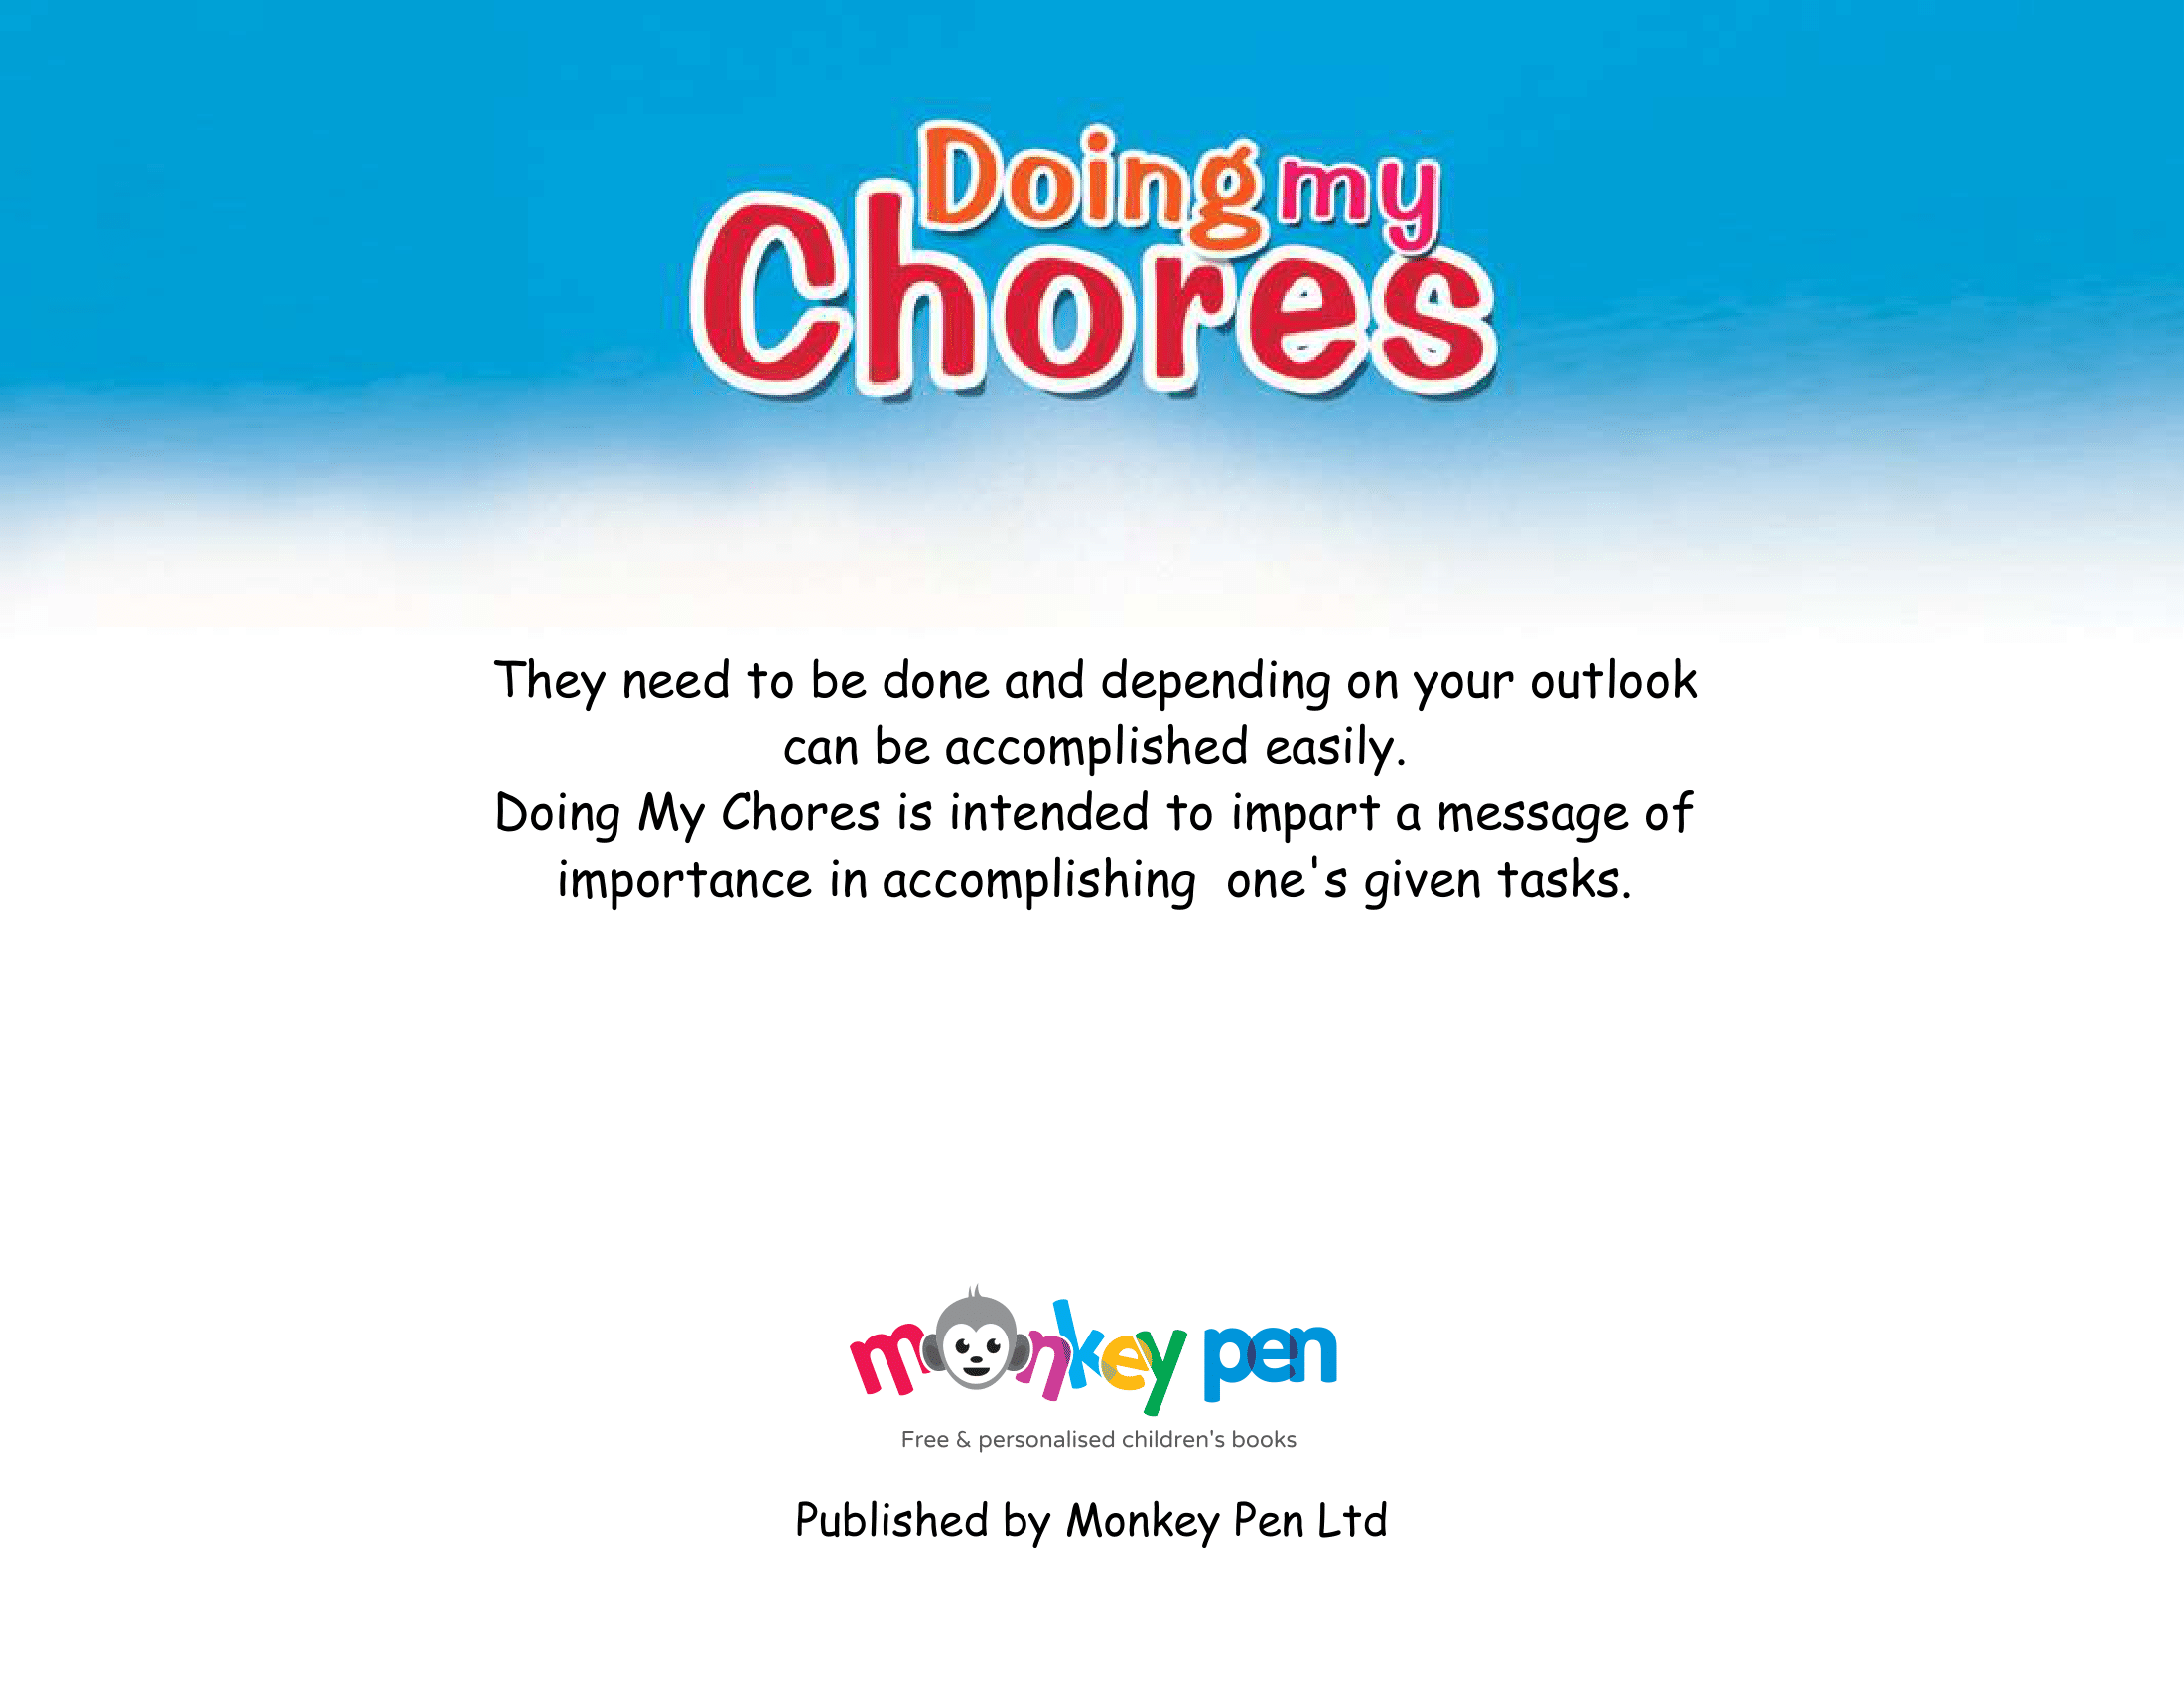 Doing my
Chores
They need to be done and depending on your outlook
can be accomplished easily.
Doing My Chores is intended to impart a message of
importance in accomplishing  one's given tasks.
monkey pen
Free & personalised children's books
Published by Monkey Pen Ltd